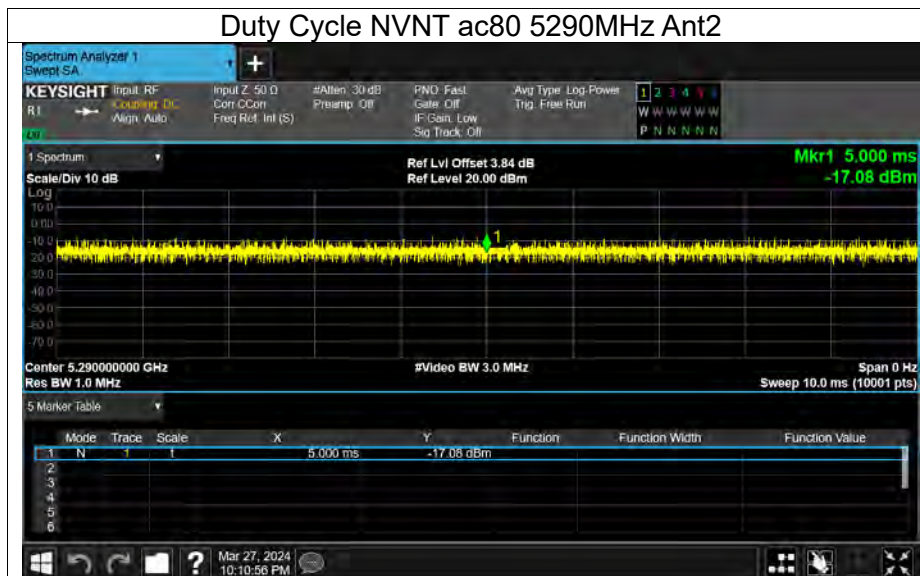 Duty Cycle NVNT ac80 5290MHz Ant2
Spectrum Analyzer 1
Swept SA
KEYSIGHT Input: RF Input Z: 50 Ω #Atten: 30 dB PNO: Fast Avg Type: Log-Power 1 2 3 4 5 6
R1 Coupling: DC Corr CCorr Preamp: Off Gate: Off Trig: Free Run W W W W W W
Align: Auto Freq Ref: Int (S) IF Gain: Low
Sig Track: Off P N N N N N
1 Spectrum Ref Lvl Offset 3.84 dB Mkr1 5.000 ms
Scale/Div 10 dB Ref Level 20.00 dBm -17.08 dBm
Log
10.0
0.00
-10.0
-20.0
-30.0
-40.0
-50.0
-60.0
-70.0
1
Center 5.290000000 GHz #Video BW 3.0 MHz Span 0 Hz
Res BW 1.0 MHz Sweep 10.0 ms (10001 pts)
5 Marker Table
Mode Trace Scale X Y Function Function Width Function Value
1 N 1 t 5.000 ms -17.08 dBm
2
3
4
5
6
? Mar 27, 2024
10:10:56 PM